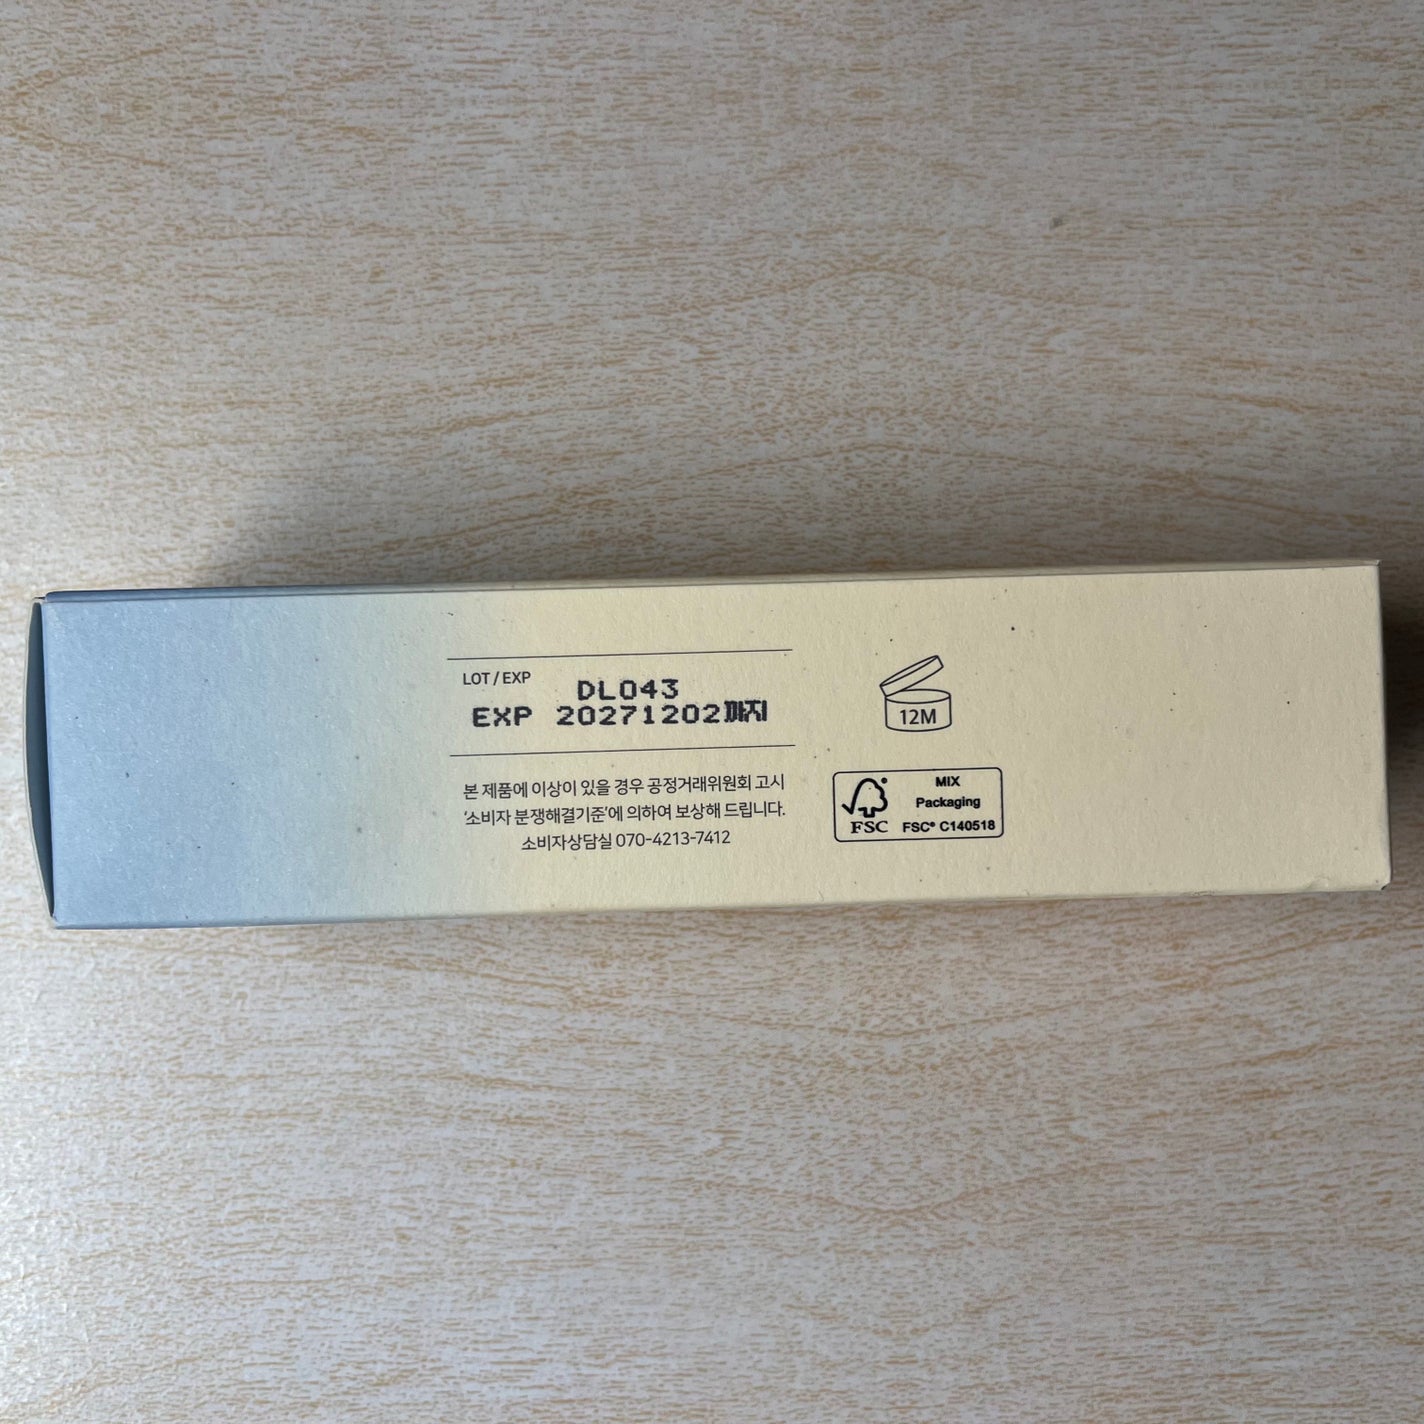 LOT / EXP
DL043
EXP 20271202까지
본 제품에 이상이 있을 경우 공정거래위원회 고시
'소비자 분쟁해결기준'에 의하여 보상해 드립니다.
소비자상담실 070-4213-7412
12M
FSC
MIX
Packaging
FSC® C140518